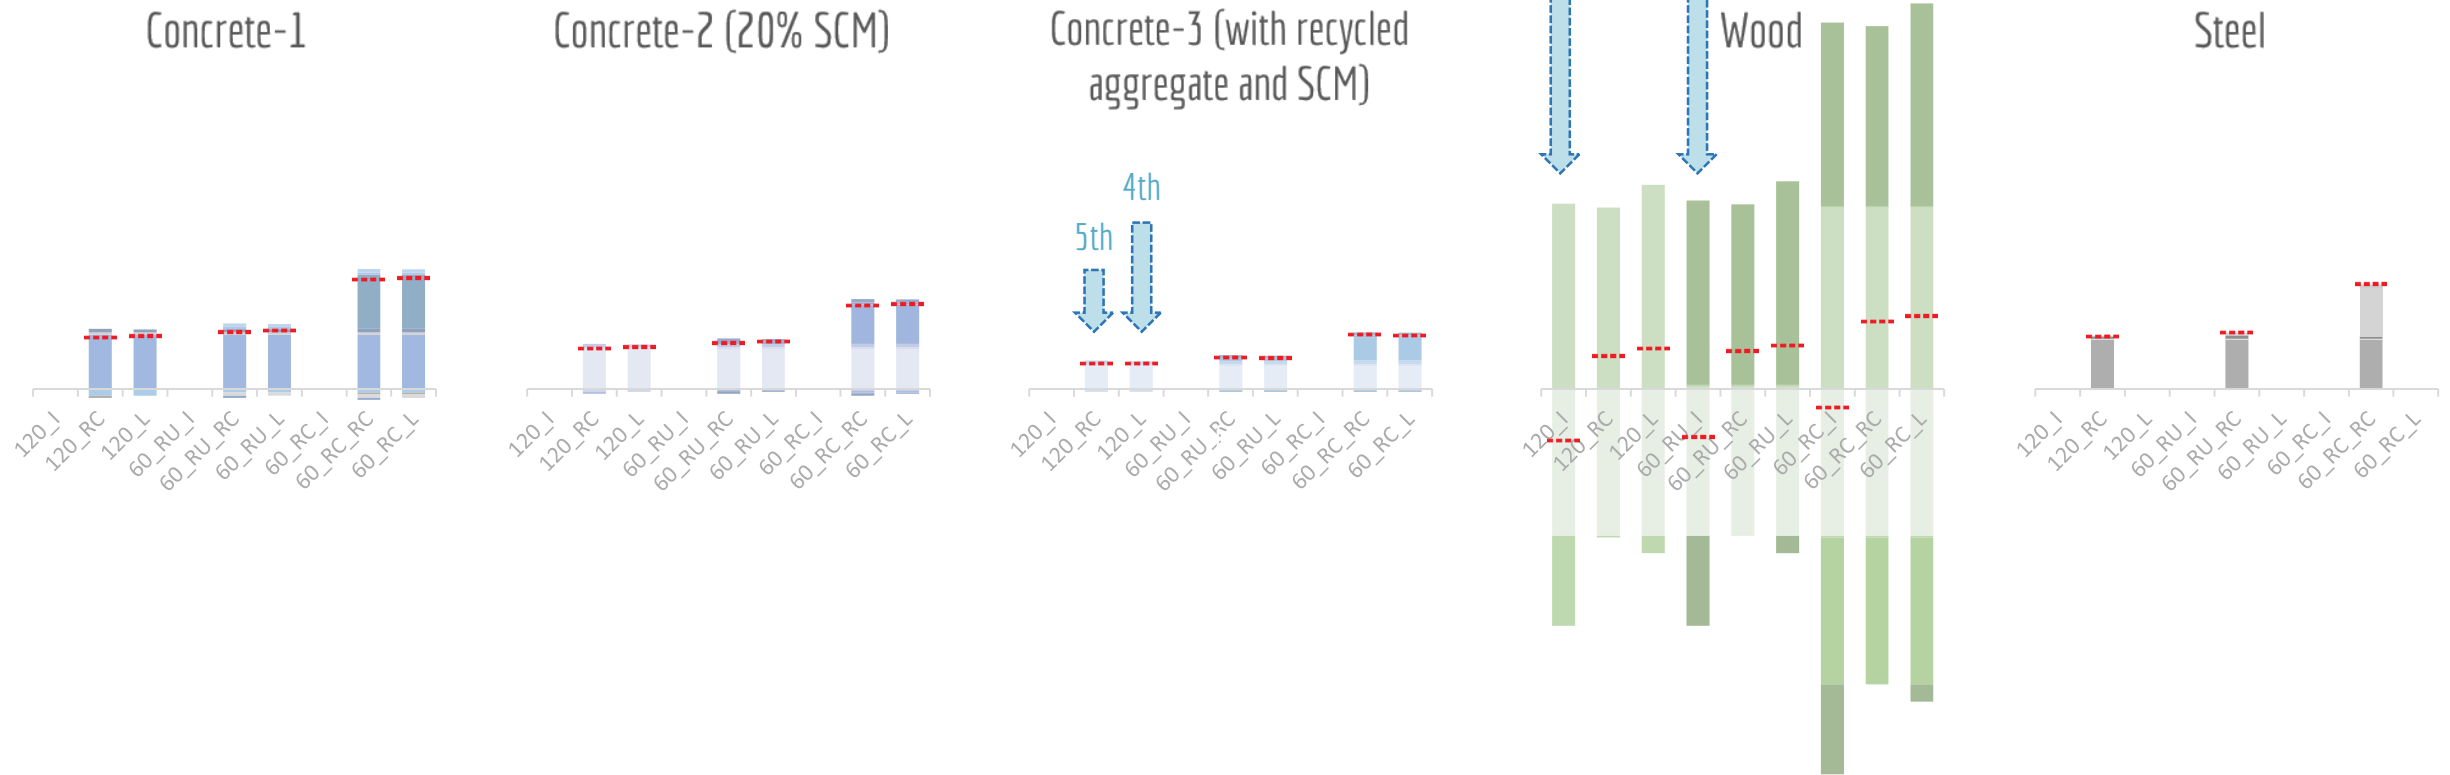 Concrete-1
Concrete-2 (20% SCM)
Concrete-3 (with recycled
aggregate and SCM)
Wood
Steel
4th
5th
120_I
120_RC
120_L
60_RU_I
60_RU_RC
60_RU_L
60_RC_I
60_RC_RC
60_RC_L
120_I
120_RC
120_L
60_RU_I
60_RU_RC
60_RU_L
60_RC_I
60_RC_RC
60_RC_L
120_I
120_RC
120_L
60_RU_I
60_RU_RC
60_RU_L
60_RC_I
60_RC_RC
60_RC_L
120_I
120_RC
120_L
60_RU_I
60_RU_RC
60_RU_L
60_RC_I
60_RC_RC
60_RC_L
120_I
120_RC
120_L
60_RU_I
60_RU_RC
60_RU_L
60_RC_I
60_RC_RC
60_RC_L